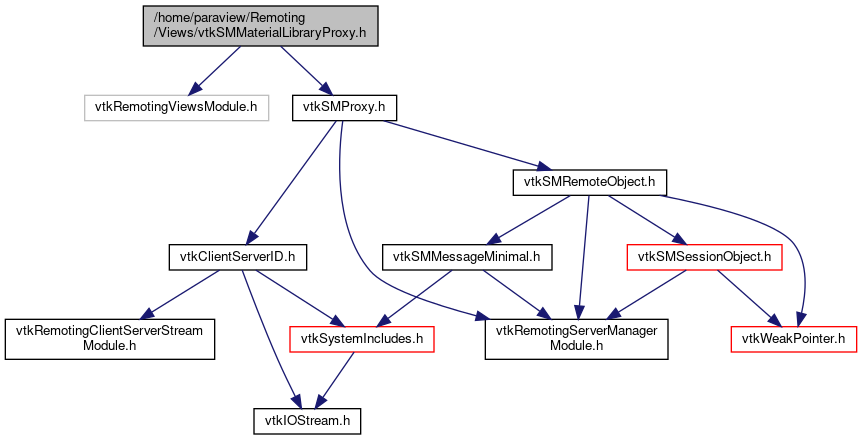 /home/paraview/Remoting
/Views/vtkSMMaterialLibraryProxy.h
vtkRemotingViewsModule.h
vtkSMProxy.h
vtkSMRemoteObject.h
vtkClientServerID.h
vtkSMMessageMinimal.h
vtkSMSessionObject.h
vtkRemotingClientServerStream
Module.h
vtkSystemIncludes.h
vtkRemotingServerManager
Module.h
vtkWeakPointer.h
vtkIOStream.h